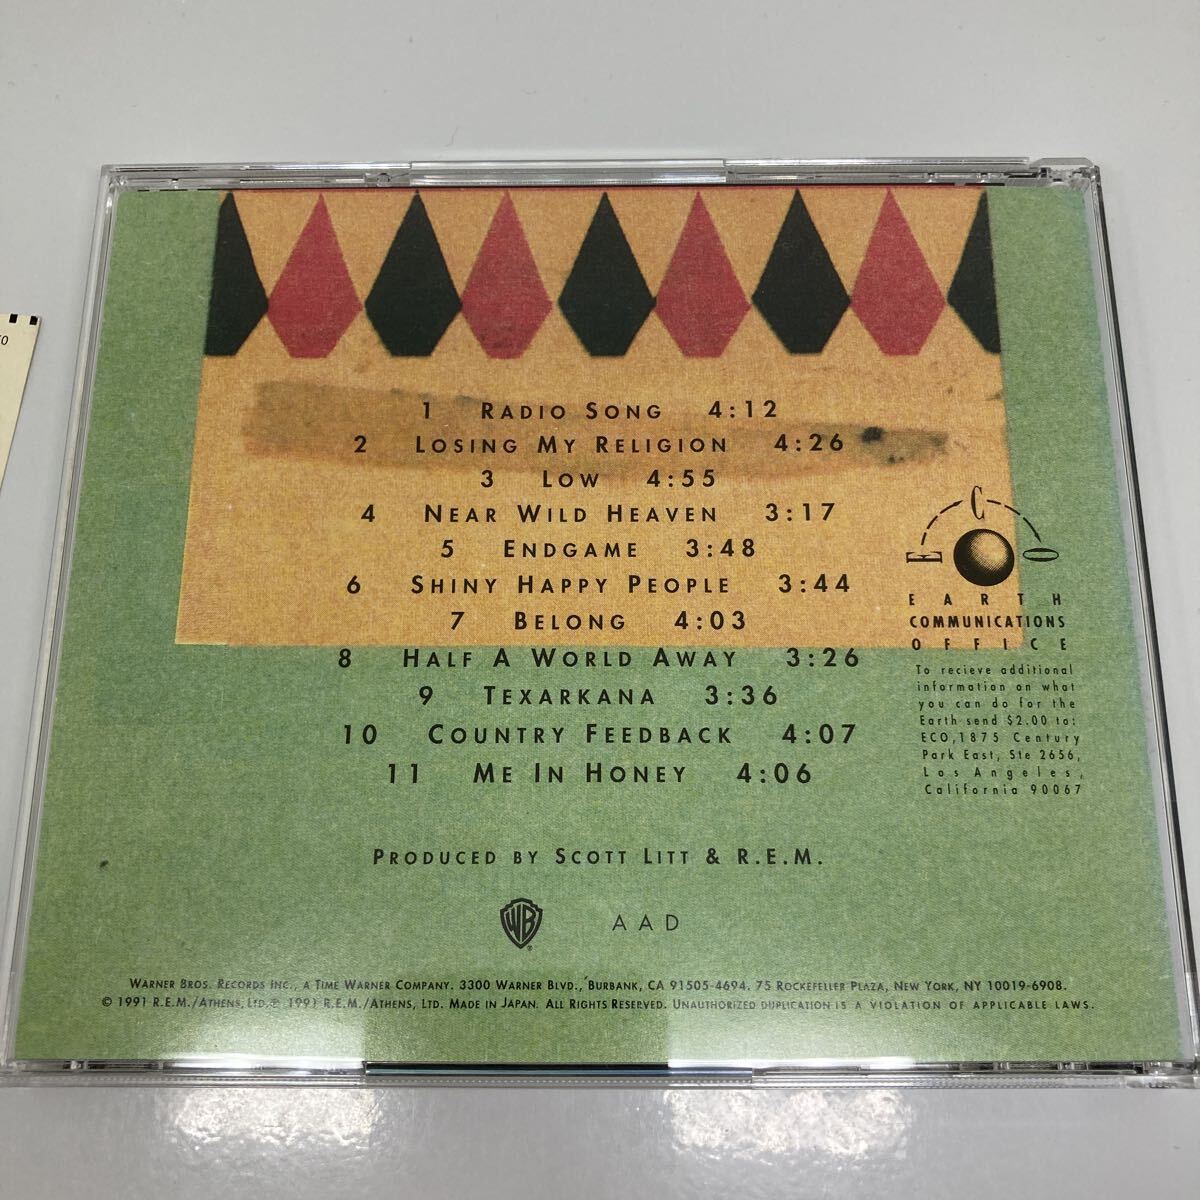 1 RADIO SONG 4:12
2 LOSING MY RELIGION 4:26
3 LOW 4:55
4 NEAR WILD HEAVEN 3:17
5 ENDGAME 3:48
6 SHINY HAPPY PEOPLE 3:44
7 BELONG 4:03
8 HALF A WORLD AWAY 3:26
9 TEXARKANA 3:36
10 COUNTRY FEEDBACK 4:07
11 ME IN HONEY 4:06
E C O
EARTH
COMMUNICATIONS
OFFICE
To recieve additional
information on what
you can do for the
Earth send $2.00 to:
ECO,1875 Century
Park East, Ste 2656,
Los Angeles,
California 90067
PRODUCED BY SCOTT LITT & R.E.M.
WB AAD
WARNER BROS. RECORDS INC., A TIME WARNER COMPANY. 3300 WARNER BLVD., BURBANK, CA 91505-4694. 75 ROCKEFELLER PLAZA, NEW YORK, NY 10019-6908.
© 1991 R.E.M./ATHENS, LTD. ℗ 1991 R.E.M./ATHENS, LTD. MADE IN JAPAN. ALL RIGHTS RESERVED. UNAUTHORIZED DUPLICATION IS A VIOLATION OF APPLICABLE LAWS.